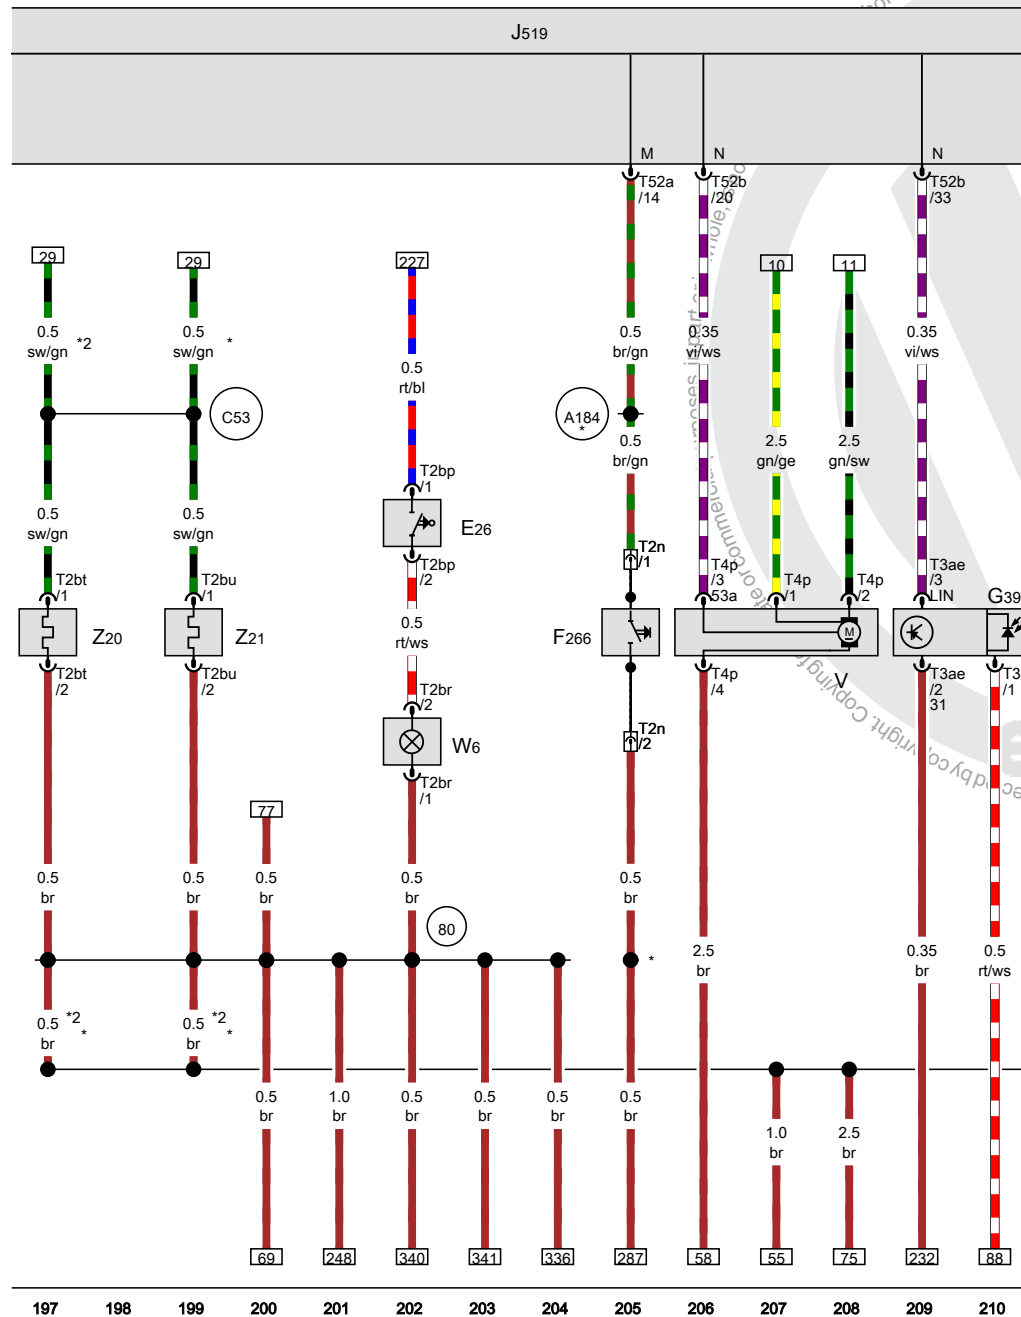 J519
M
N
N
T52a
/14
T52b
/20
T52b
/33
29
29
227
10
11
0.5
sw/gn
*2
0.5
sw/gn
*
0.5
rt/bl
0.5
br/gn
0.35
vi/ws
0.35
vi/ws
C53
A184
*
0.5
br/gn
2.5
gn/ge
2.5
gn/sw
T2bp
/1
0.5
sw/gn
0.5
sw/gn
E26
T2bp
/2
T2n
/1
T2bt
/1
T2bu
/1
T4p
/3
53a
T4p
/1
T4p
/2
T3ae
/3
LIN
G39
Z20
Z21
0.5
rt/ws
F266
M
V
T2bt
/2
T2bu
/2
T2br
/2
T4p
/4
T3ae
/2
31
T3
/1
W6
T2n
/2
T2br
/1
77
0.5
br
0.5
br
0.5
br
0.5
br
0.5
br
80
*
2.5
br
0.35
br
0.5
rt/ws
0.5
br
*2
*
0.5
br
*2
*
0.5
br
1.0
br
0.5
br
0.5
br
0.5
br
0.5
br
1.0
br
2.5
br
69
248
340
341
336
287
58
55
75
232
88
197 198 199 200 201 202 203 204 205 206 207 208 209 210